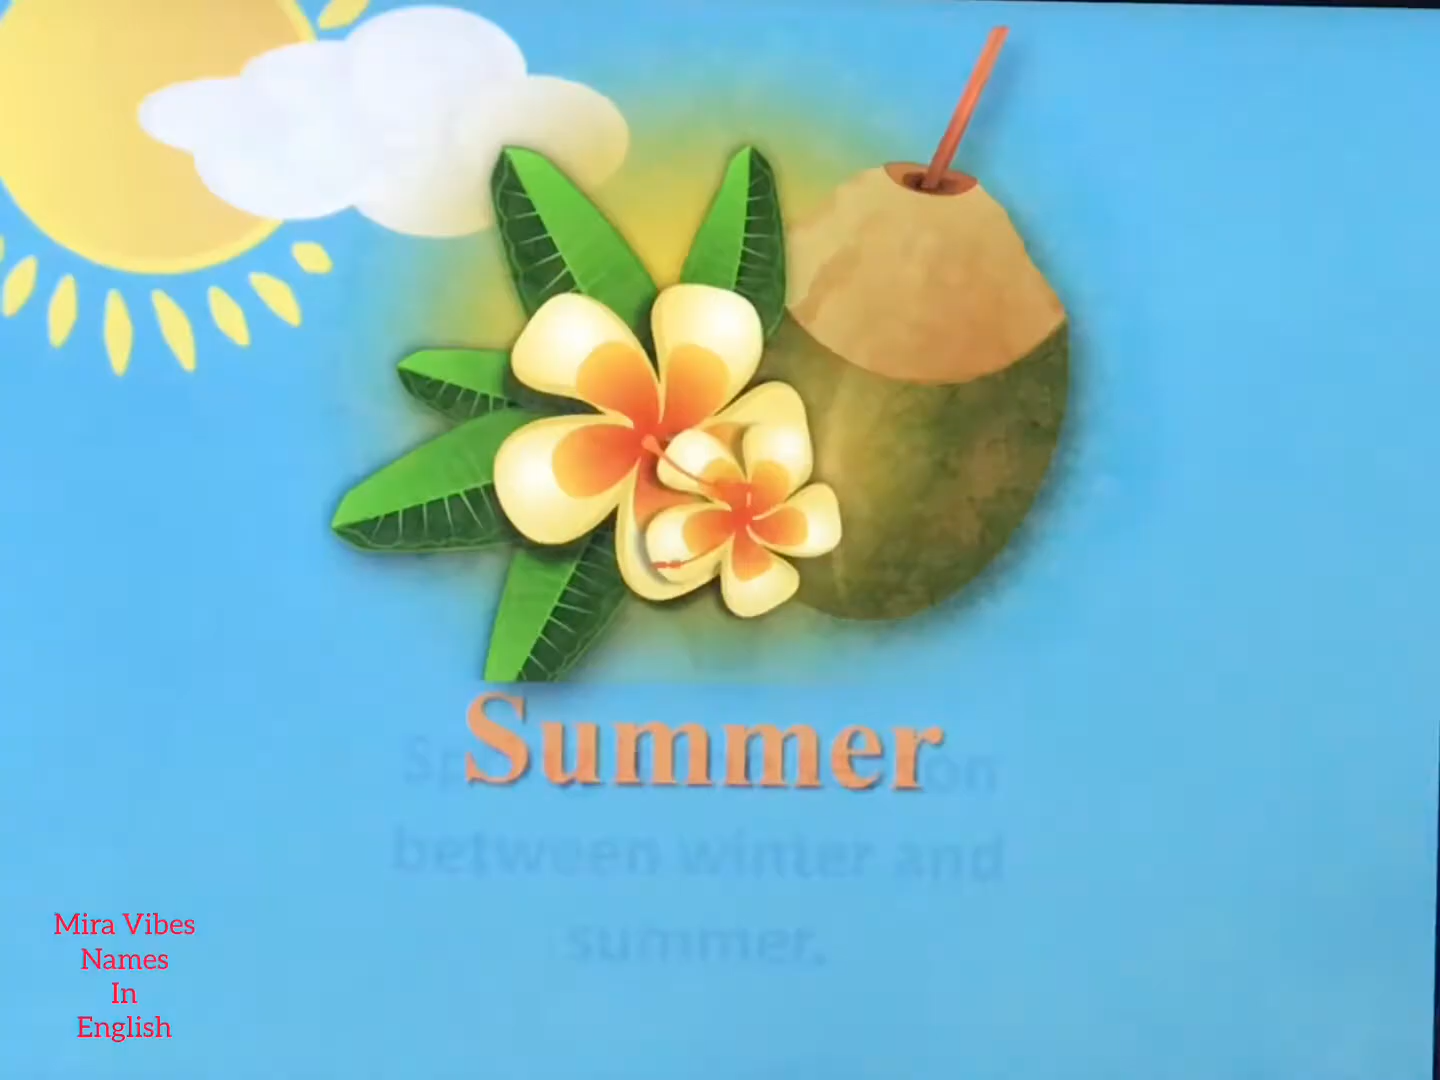 Summer
between winter and
summer.
Mira Vibes
Names
In
English